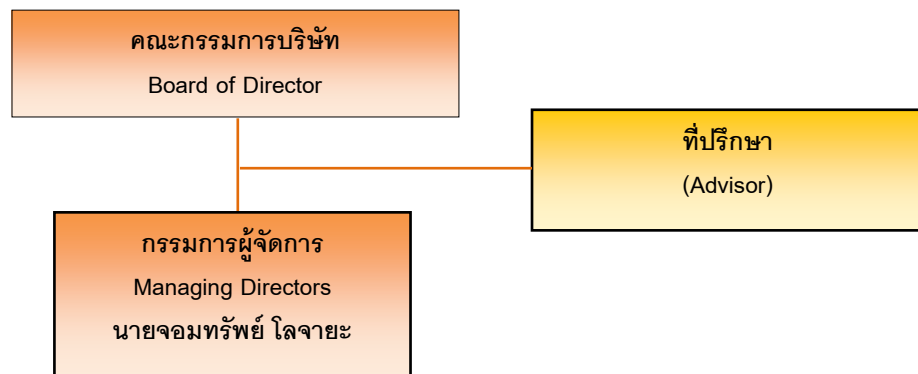 คณะกรรมการบริษัท
Board of Director
ที่ปรึกษา
(Advisor)
กรรมการผู้จัดการ
Managing Directors
นายจอมทรัพย์ โลจายะ